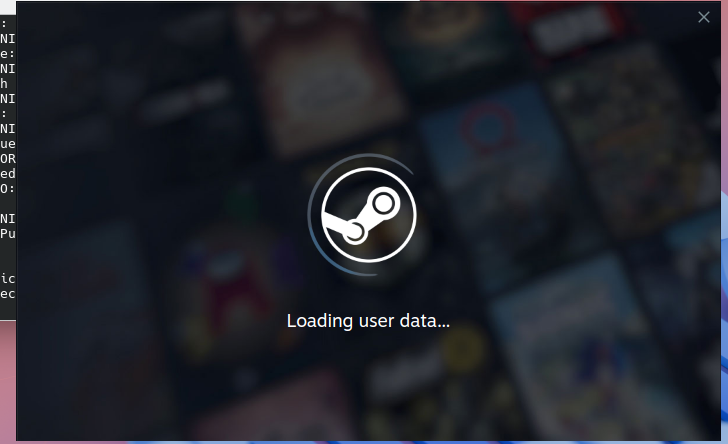 :
NI
e:
NI
h
NI
:
NI
ue
OR
ed
O:
NI
Pu
ic
ec
Loading user data...